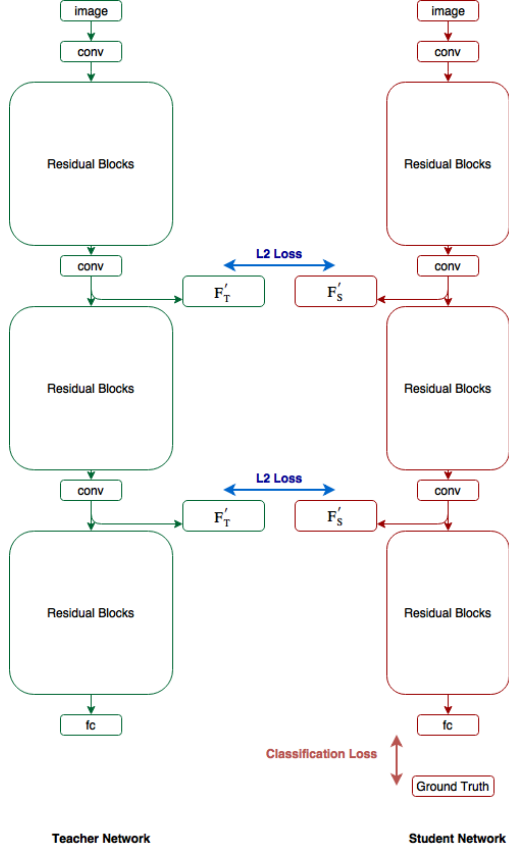 image
image
conv
conv
Residual Blocks
Residual Blocks
L2 Loss
conv
conv
F'T
F'S
Residual Blocks
Residual Blocks
L2 Loss
conv
conv
F'T
F'S
Residual Blocks
Residual Blocks
fc
fc
Classification Loss
Ground Truth
Teacher Network
Student Network